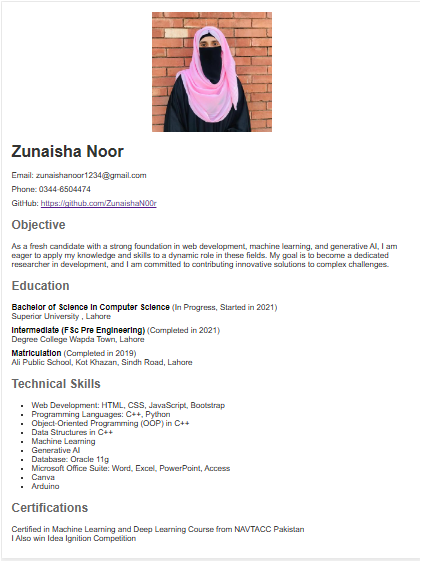 Zunaisha Noor
Email: zunaishanoor1234@gmail.com
Phone: 0344-6504474
GitHub: https://github.com/ZunaishaN00r
Objective
As a fresh candidate with a strong foundation in web development, machine learning, and generative AI, I am
eager to apply my knowledge and skills to a dynamic role in these fields. My goal is to become a dedicated
researcher in development, and I am committed to contributing innovative solutions to complex challenges.
Education
Bachelor of Science in Computer Science (In Progress, Started in 2021)
Superior University , Lahore
Intermediate (FSc Pre Engineering) (Completed in 2021)
Degree College Wapda Town, Lahore
Matriculation (Completed in 2019)
Ali Public School, Kot Khazan, Sindh Road, Lahore
Technical Skills
• Web Development: HTML, CSS, JavaScript, Bootstrap
• Programming Languages: C++, Python
• Object-Oriented Programming (OOP) in C++
• Data Structures in C++
• Machine Learning
• Generative AI
• Database: Oracle 11g
• Microsoft Office Suite: Word, Excel, PowerPoint, Access
• Canva
• Arduino
Certifications
Certified in Machine Learning and Deep Learning Course from NAVTACC Pakistan
I Also win Idea Ignition Competition